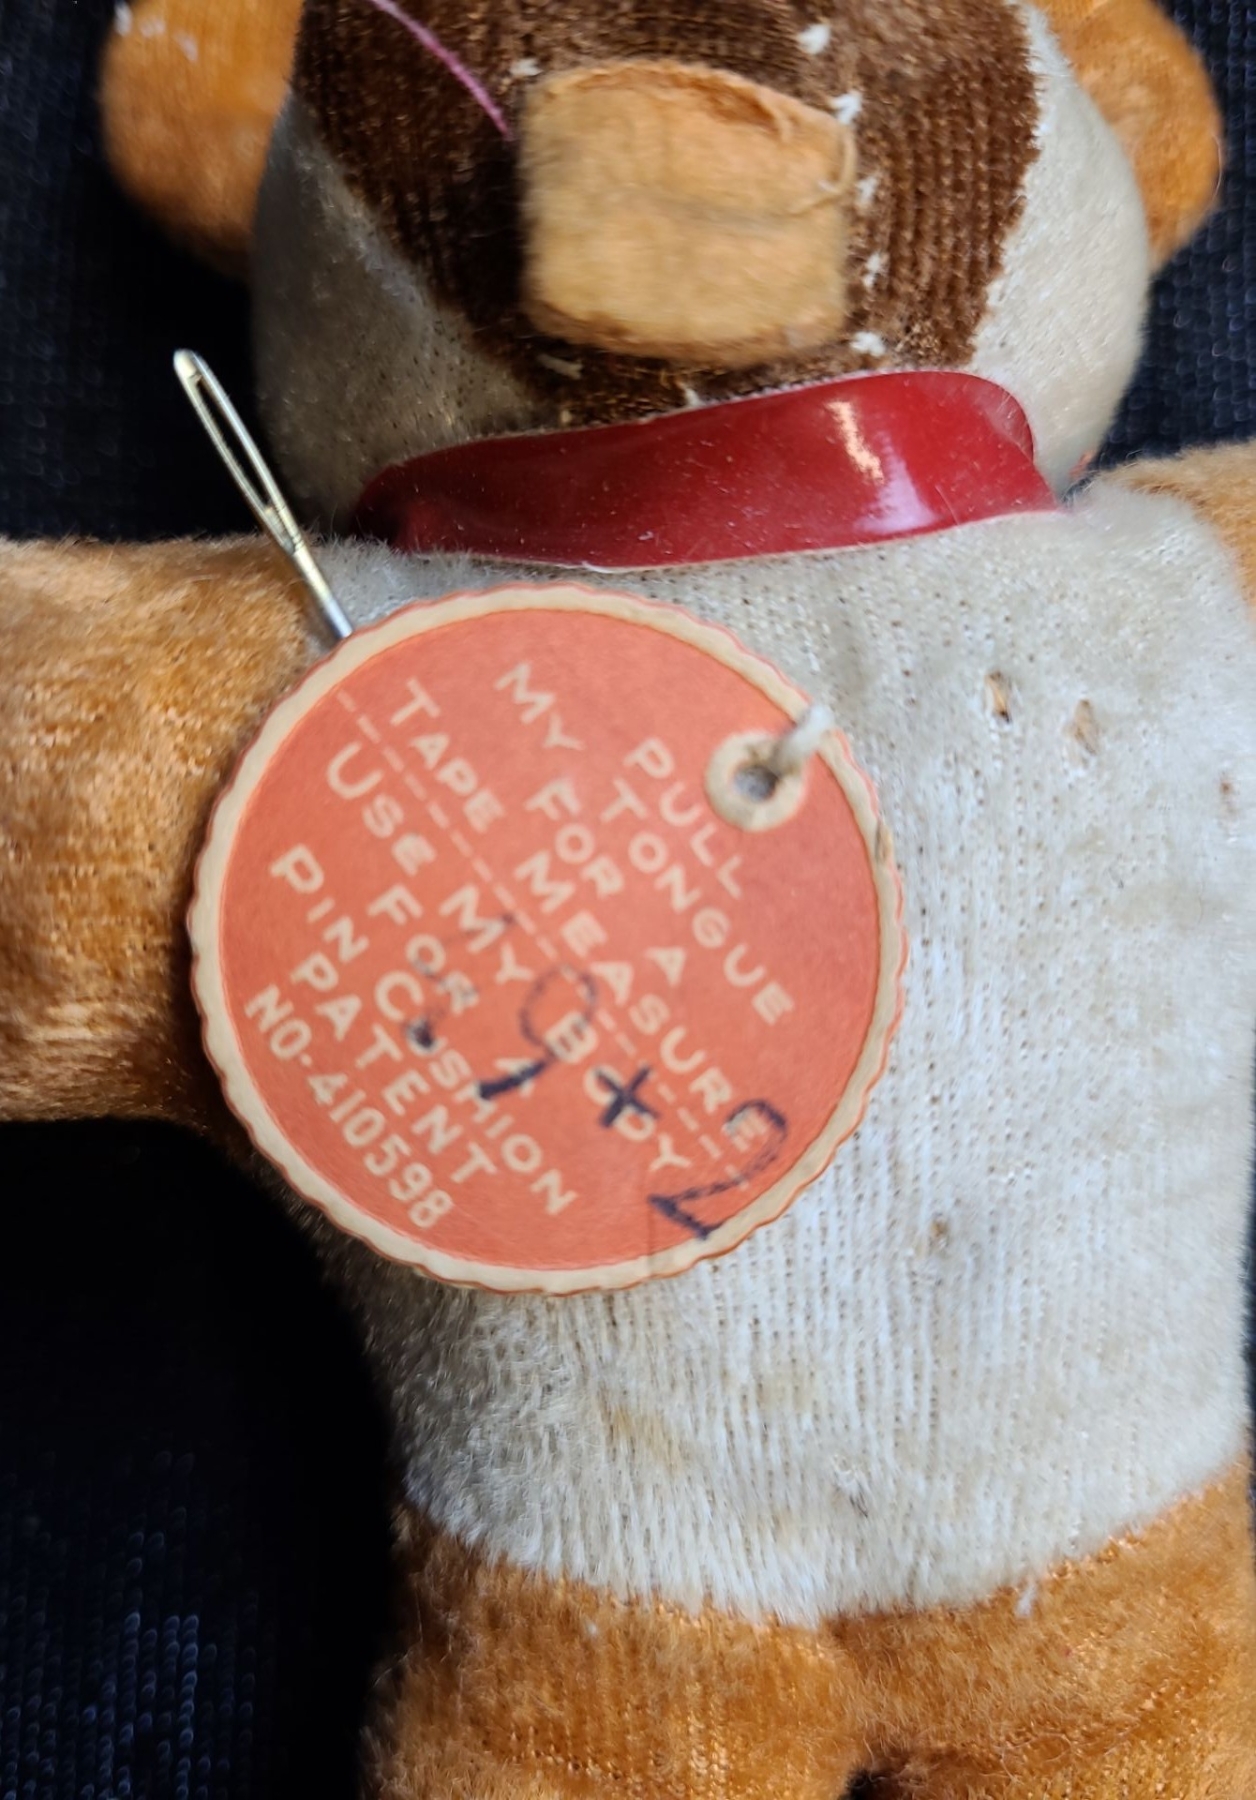 PULL
MY TONGUE
FOR A
TAPE MEASURE
USE MY BODY
FOR A
PIN CUSHION
PATENT
NO-410598